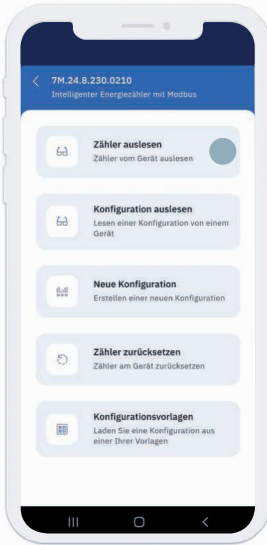 7M.24.8.230.0210
Intelligenter Energiezähler mit Modbus
Zähler auslesen
Zähler vom Gerät auslesen
Konfiguration auslesen
Lesen einer Konfiguration von einem
Gerät
Neue Konfiguration
Erstellen einer neuen Konfiguration
Zähler zurücksetzen
Zähler am Gerät zurücksetzen
Konfigurationsvorlagen
Laden Sie eine Konfiguration aus
einer Ihrer Vorlagen